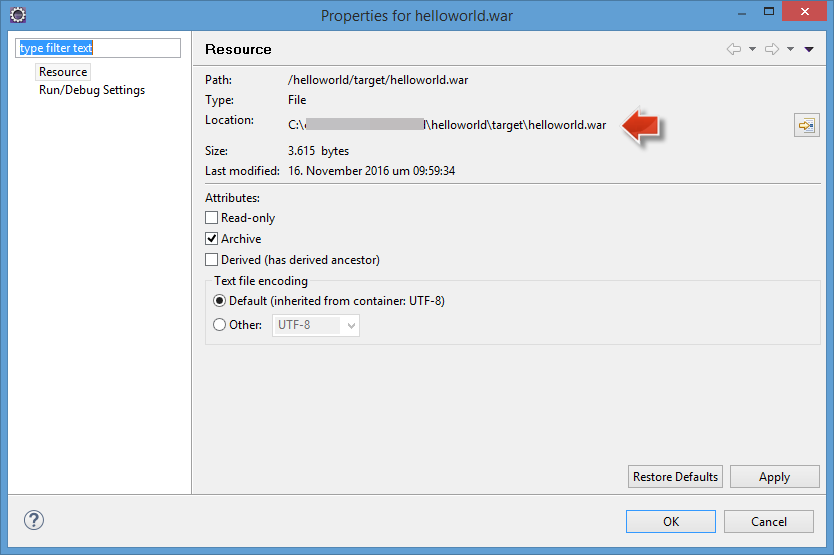 Properties for helloworld.war
type filter text
Resource
Run/Debug Settings
Resource
Path: /helloworld/target/helloworld.war
Type: File
Location: C:\ l\helloworld\target\helloworld.war
Size: 3.615 bytes
Last modified: 16. November 2016 um 09:59:34
Attributes:
Read-only
Archive
Derived (has derived ancestor)
Text file encoding
Default (inherited from container: UTF-8)
Other: UTF-8
Restore Defaults Apply
? OK Cancel